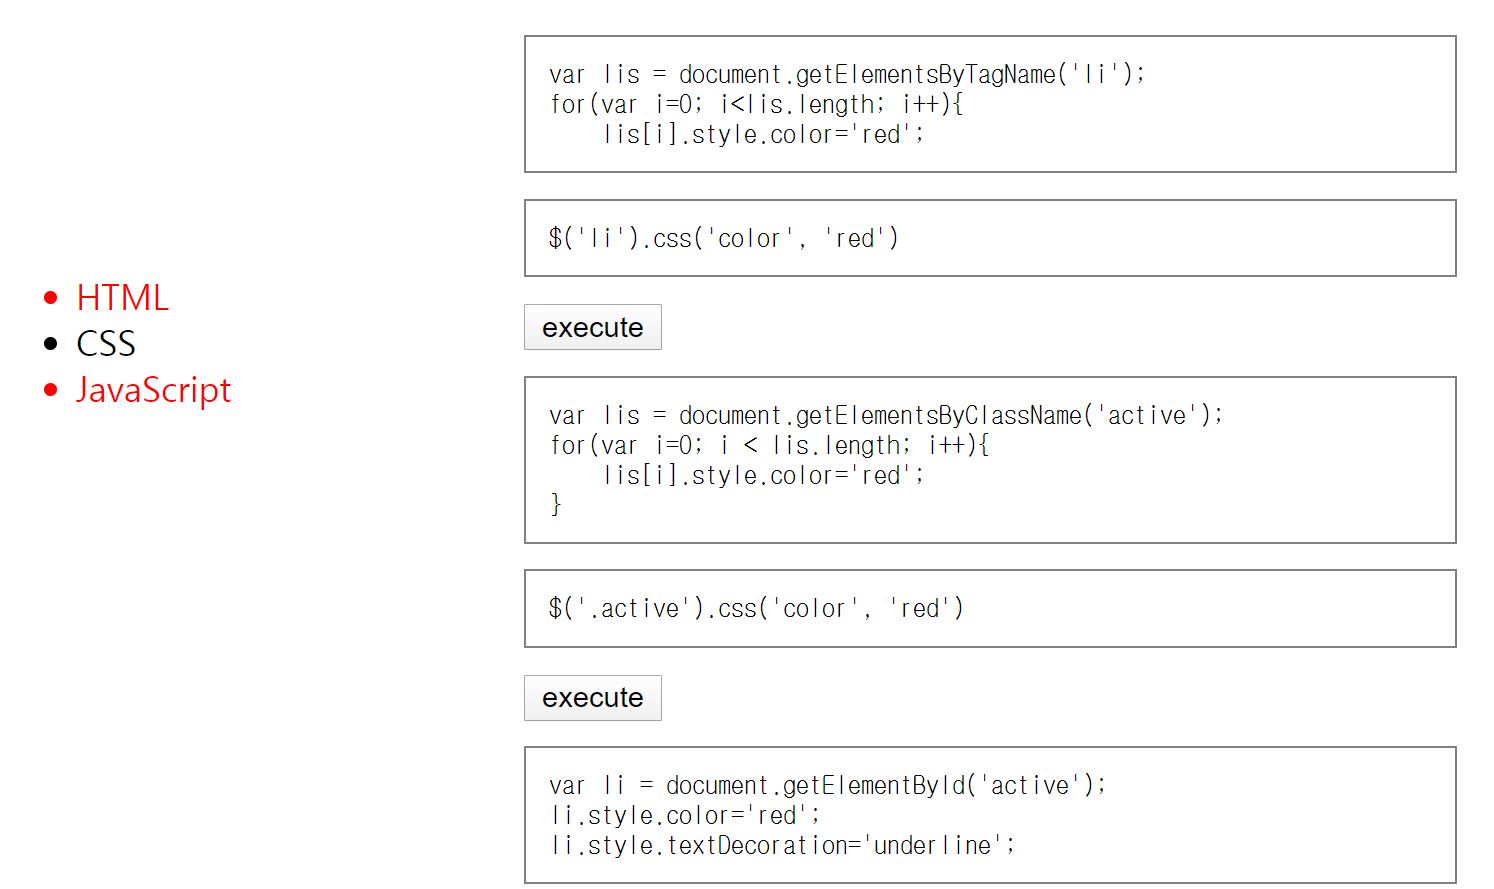 HTML
CSS
JavaScript
var lis = document.getElementsByTagName('li');
for(var i=0; i<lis.length; i++){
    lis[i].style.color='red';
$('li').css('color', 'red')
execute
var lis = document.getElementsByClassName('active');
for(var i=0; i < lis.length; i++){
    lis[i].style.color='red';
}
$('.active').css('color', 'red')
execute
var li = document.getElementById('active');
li.style.color='red';
li.style.textDecoration='underline';